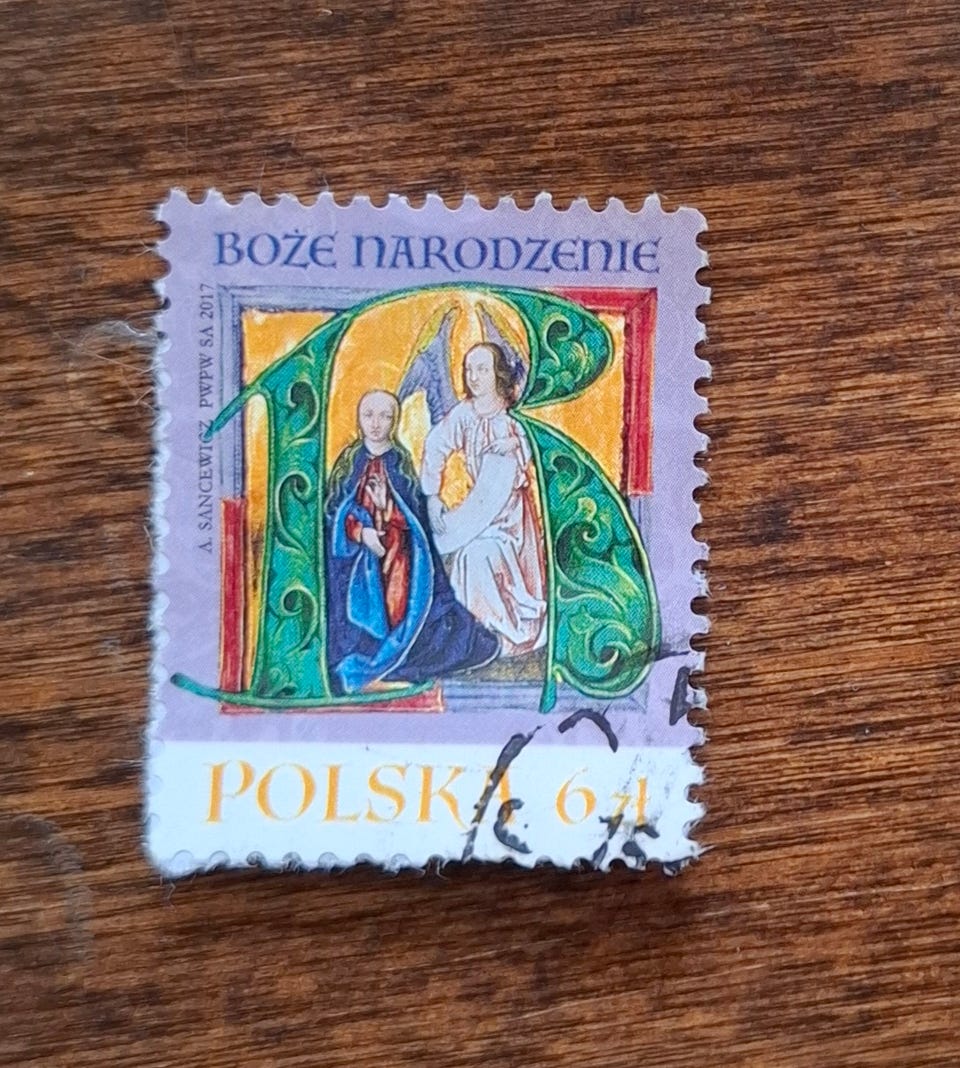 BOŻE NARODZENIE
A. SANCEWICZ PWPW SA 2017
R
POLSKA 6 zł